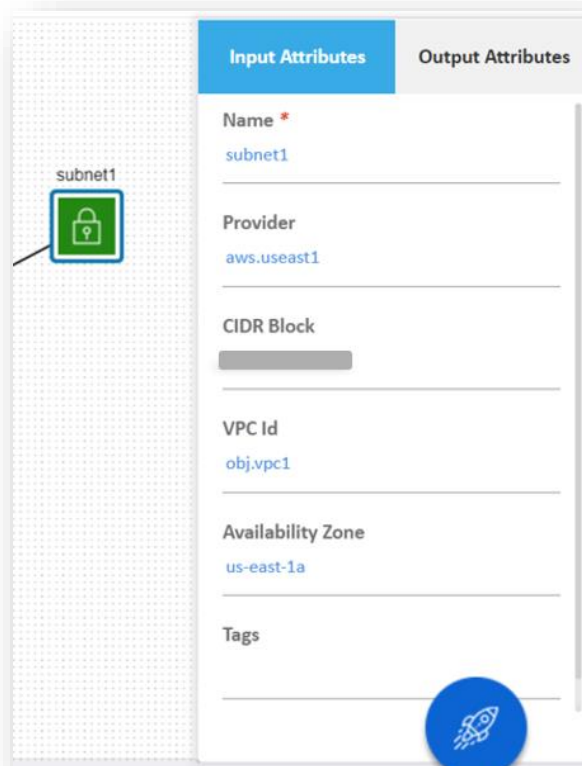 Input Attributes
Output Attributes
subnet1
Name *
subnet1
Provider
aws.useast1
CIDR Block
VPC Id
obj.vpc1
Availability Zone
us-east-1a
Tags